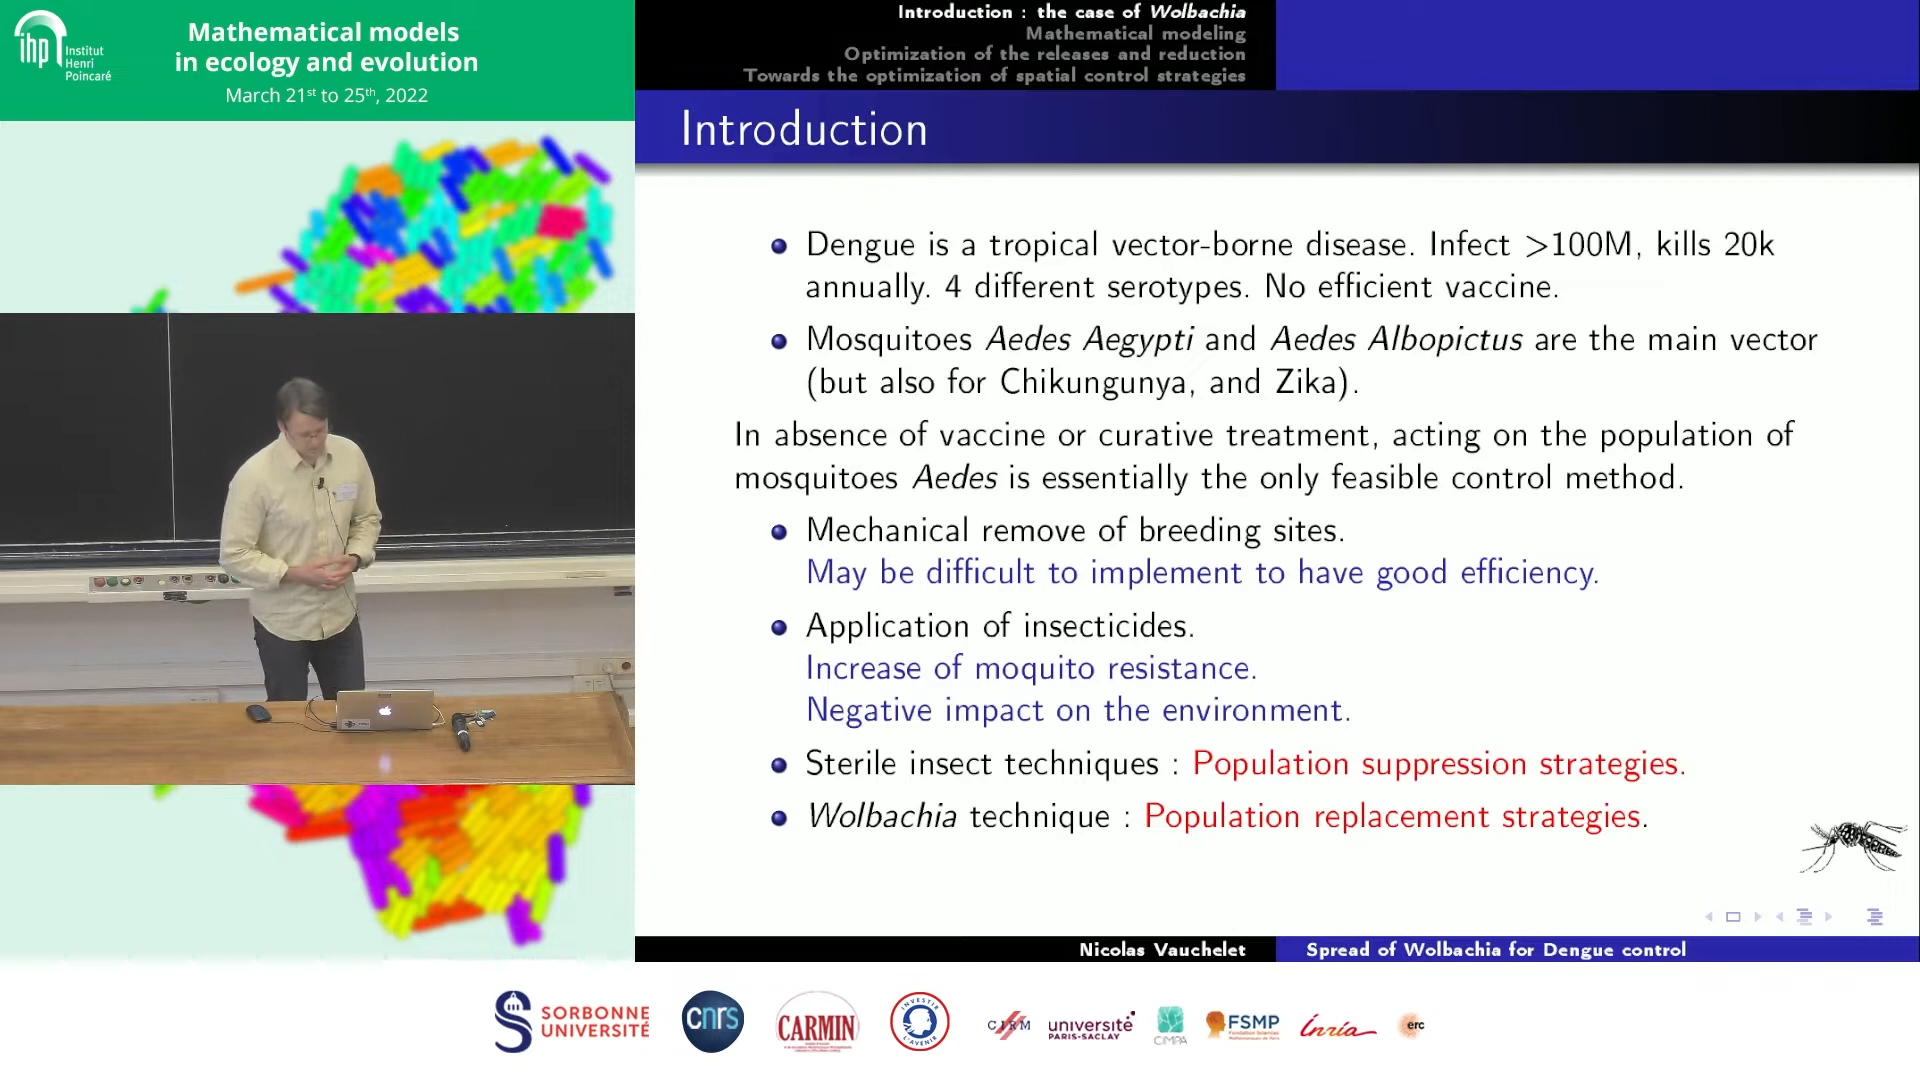 ihp Institut
Henri
Poincaré
Mathematical models
in ecology and evolution
March 21st to 25th, 2022
Introduction : the case of Wolbachia
Mathematical modeling
Optimization of the releases and reduction
Towards the optimization of spatial control strategies
Introduction
Dengue is a tropical vector-borne disease. Infect >100M, kills 20k
annually. 4 different serotypes. No efficient vaccine.
Mosquitoes Aedes Aegypti and Aedes Albopictus are the main vector
(but also for Chikungunya, and Zika).
In absence of vaccine or curative treatment, acting on the population of
mosquitoes Aedes is essentially the only feasible control method.
Mechanical remove of breeding sites.
May be difficult to implement to have good efficiency.
Application of insecticides.
Increase of moquito resistance.
Negative impact on the environment.
Sterile insect techniques : Population suppression strategies.
Wolbachia technique : Population replacement strategies.
Nicolas Vauchelet
Spread of Wolbachia for Dengue control
SORBONNE
UNIVERSITÉ
cnrs
CARMIN
INVESTIR
L'AVENIR
CIRM
université
PARIS-SACLAY
CIMPA
FSMP
Inria
erc